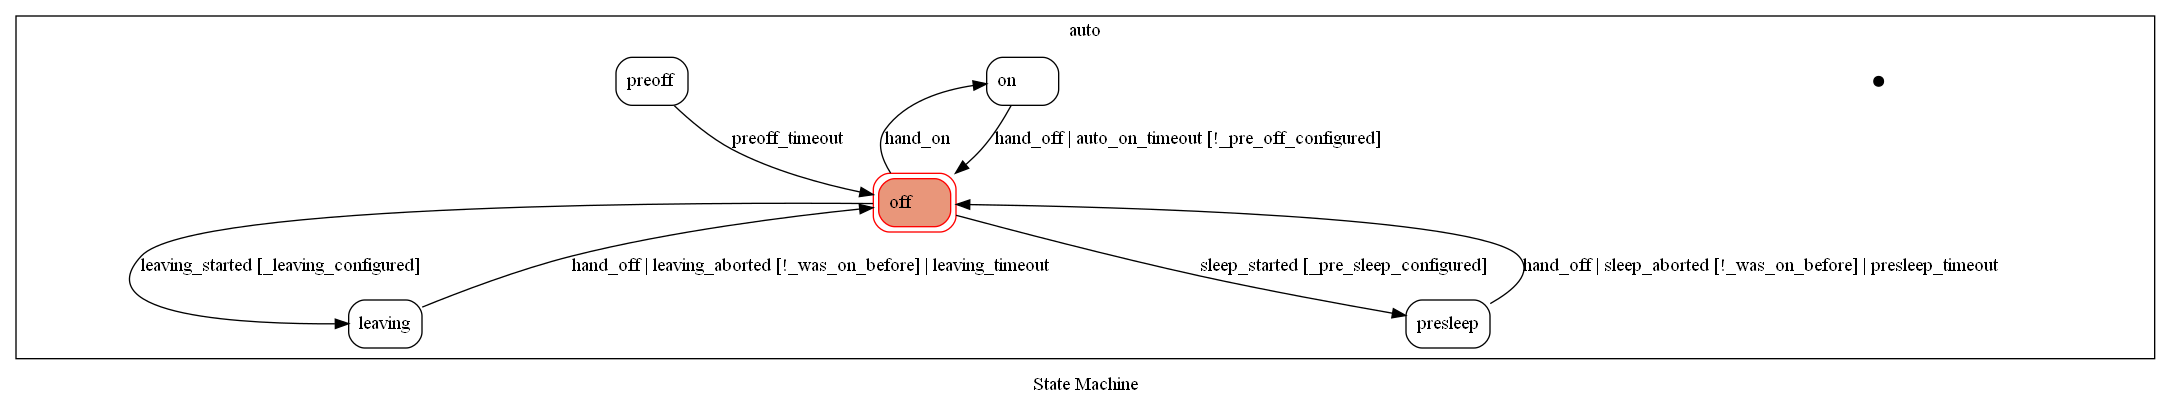 auto
preoff
on
preoff_timeout
hand_on
hand_off | auto_on_timeout [!_pre_off_configured]
off
leaving_started [_leaving_configured]
hand_off | leaving_aborted [!_was_on_before] | leaving_timeout
sleep_started [_pre_sleep_configured]
hand_off | sleep_aborted [!_was_on_before] | presleep_timeout
leaving
presleep
State Machine